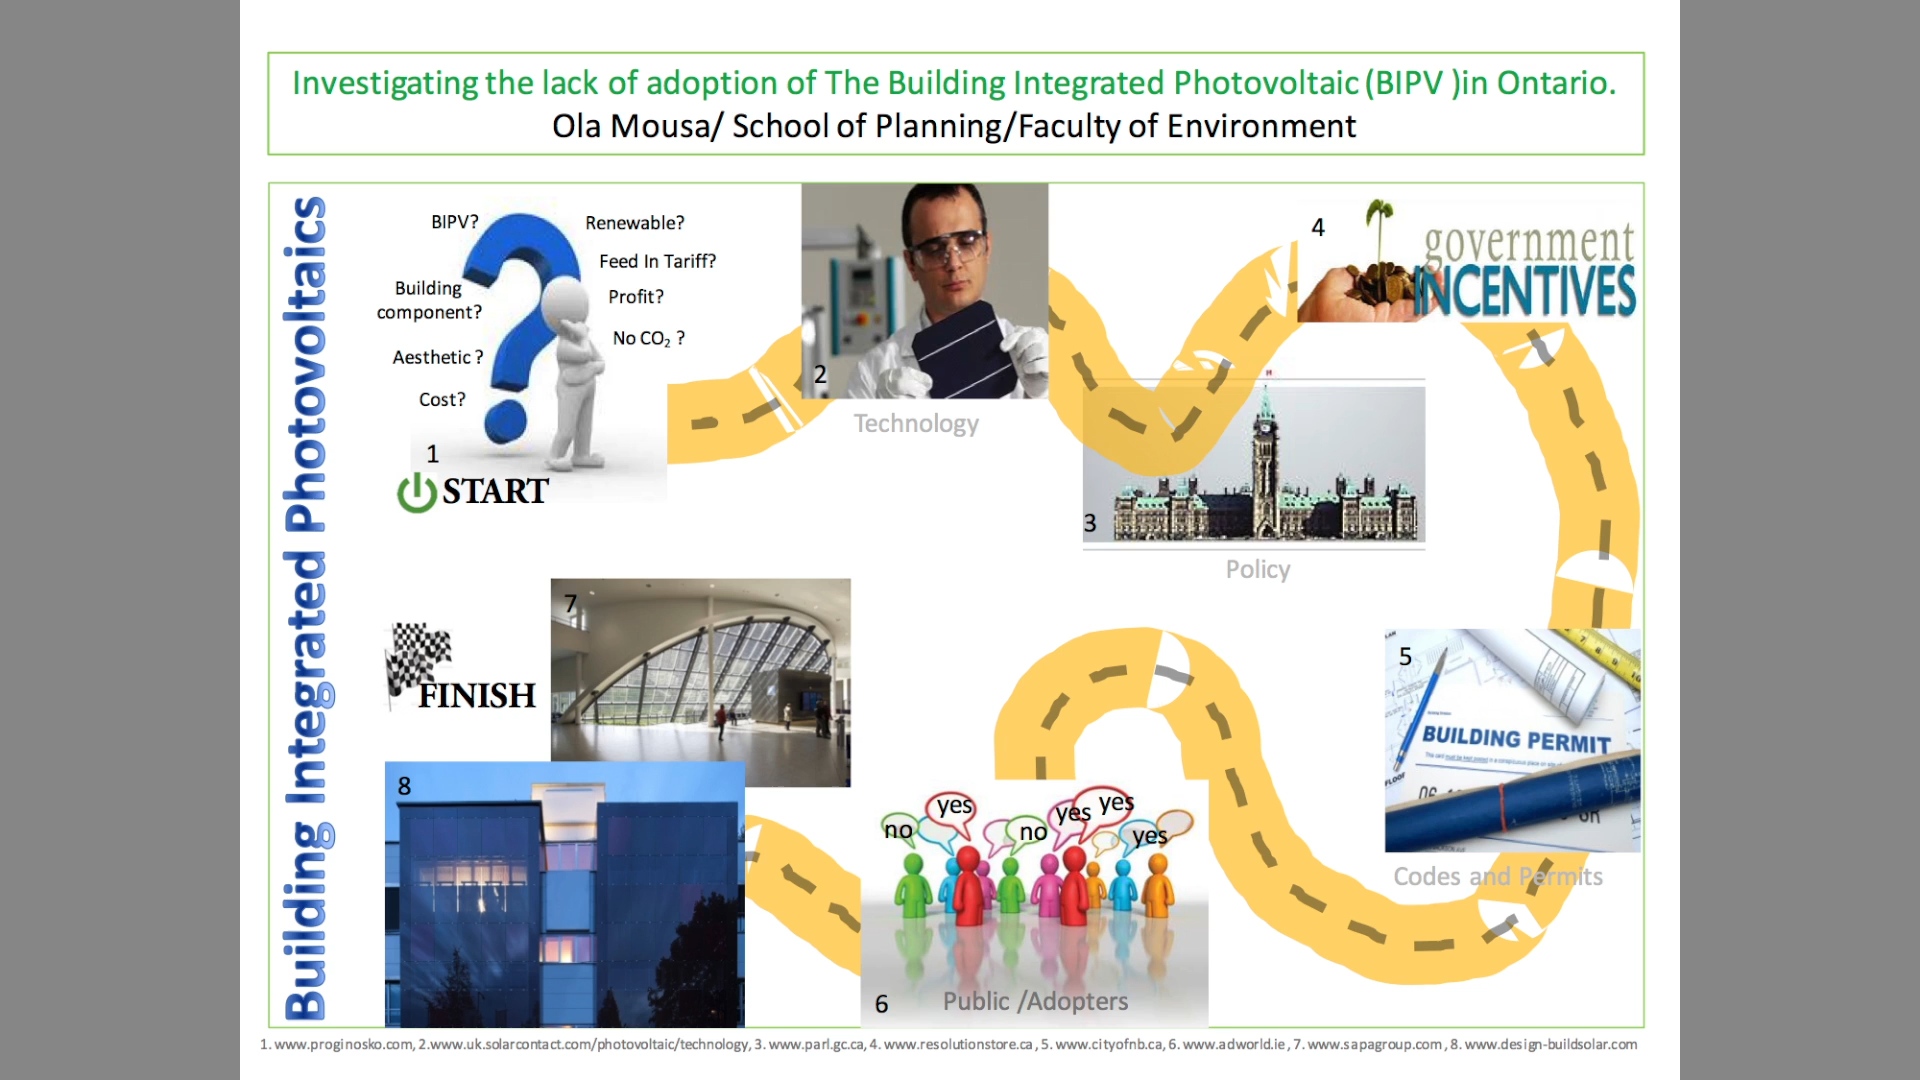 Investigating the lack of adoption of The Building Integrated Photovoltaic (BIPV )in Ontario.
Ola Mousa/ School of Planning/Faculty of Environment
Building Integrated Photovoltaics
BIPV?
Renewable?
Feed In Tariff?
Building
component?
Profit?
No CO₂ ?
Aesthetic ?
Cost?
1
START
2
Technology
3
Policy
4
government
INCENTIVES
5
BUILDING PERMIT
Codes and Permits
no
yes
no
yes
yes
yes
6
Public /Adopters
7
FINISH
8
1. www.proginosko.com, 2.www.uk.solarcontact.com/photovoltaic/technology, 3. www.parl.gc.ca, 4. www.resolutionstore.ca , 5. www.cityofnb.ca, 6. www.adworld.ie , 7. www.sapagroup.com , 8. www.design-buildsolar.com